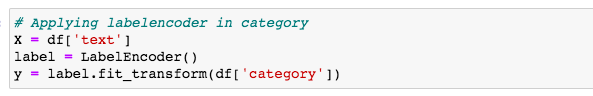 # Applying labelencoder in category
X = df['text']
label = LabelEncoder()
y = label.fit_transform(df['category'])